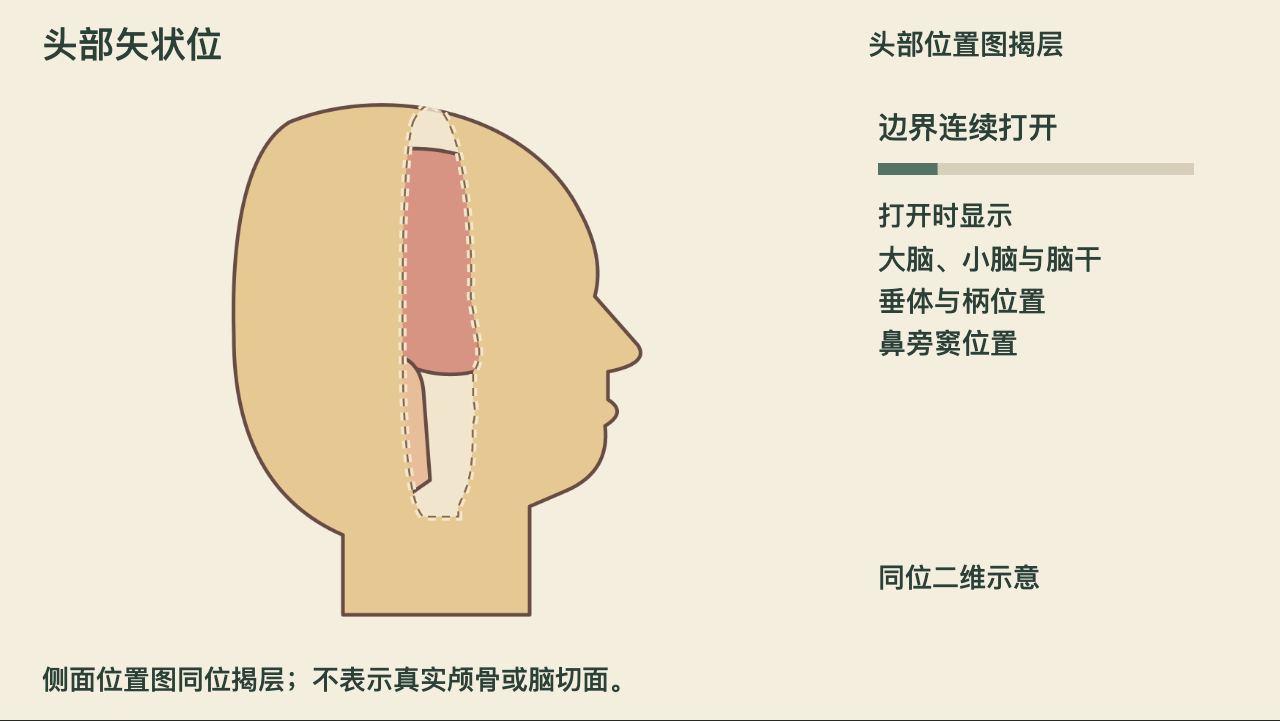 头部矢状位
头部位置图揭层
边界连续打开
打开时显示
大脑、小脑与脑干
垂体与柄位置
鼻旁窦位置
同位二维示意
侧面位置图同位揭层；不表示真实颅骨或脑切面。